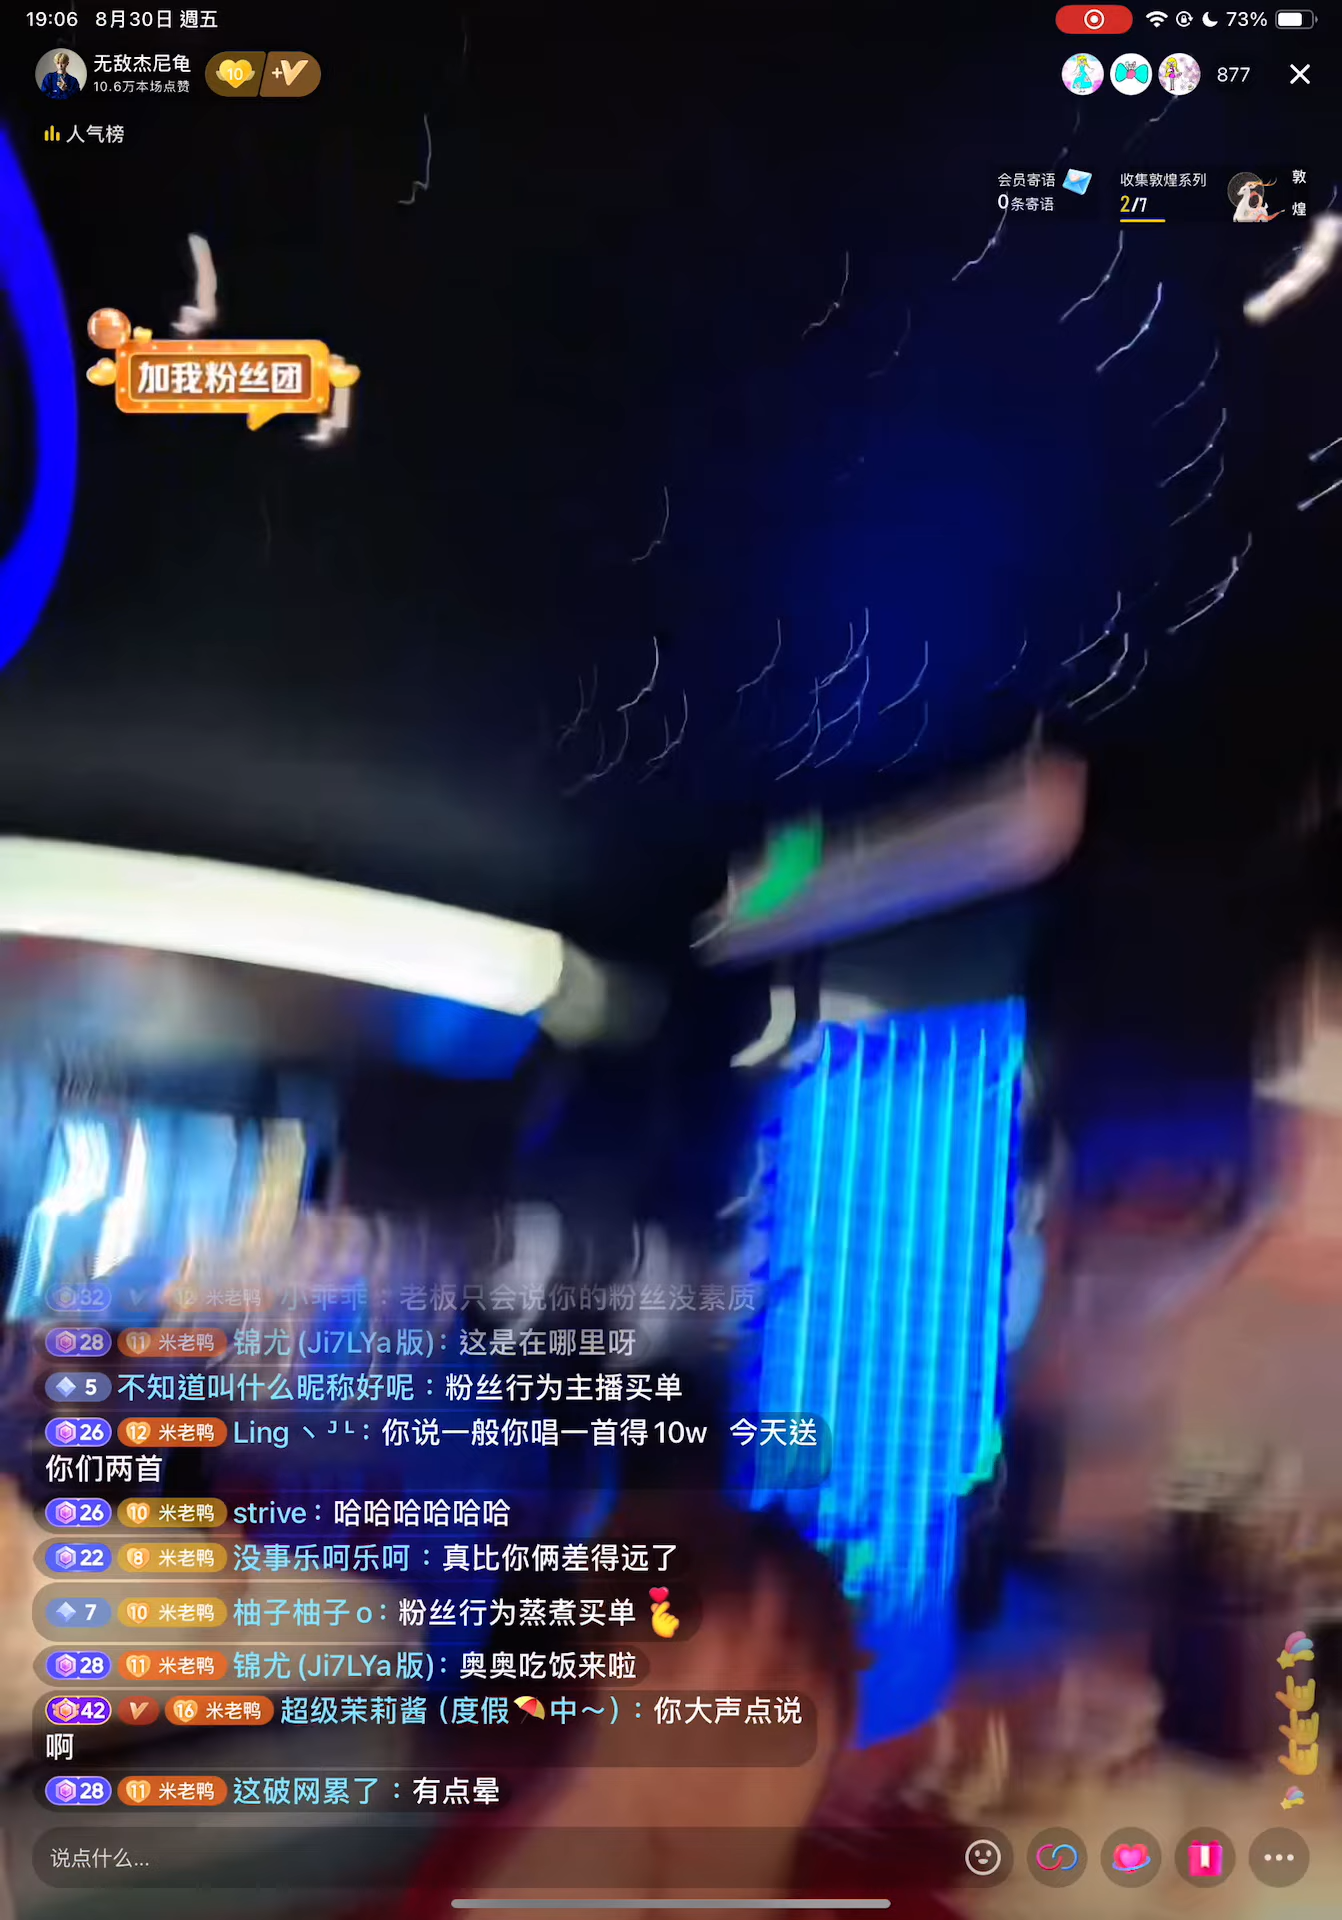 19:06 8月30日 週五
73%
无敌杰尼龟
10.6万本场点赞
10
+V
877
人气榜
会员寄语
0条寄语
收集敦煌系列
2/7
敦煌
加我粉丝团
32 V 12 米老鸭 小乖乖：老板只会说你的粉丝没素质
28 11 米老鸭 锦尤(Ji7LYa版)：这是在哪里呀
5 不知道叫什么昵称好呢：粉丝行为主播买单
26 12 米老鸭 Ling丶ᴶᴸ：你说一般你唱一首得10w 今天送
你们两首
26 10 米老鸭 strive：哈哈哈哈哈哈
22 8 米老鸭 没事乐呵乐呵：真比你俩差得远了
7 10 米老鸭 柚子柚子o：粉丝行为蒸煮买单
28 11 米老鸭 锦尤(Ji7LYa版)：奥奥吃饭来啦
42 V 16 米老鸭 超级茉莉酱（度假⛱️中～）：你大声点说
啊
28 11 米老鸭 这破网累了：有点晕
说点什么...